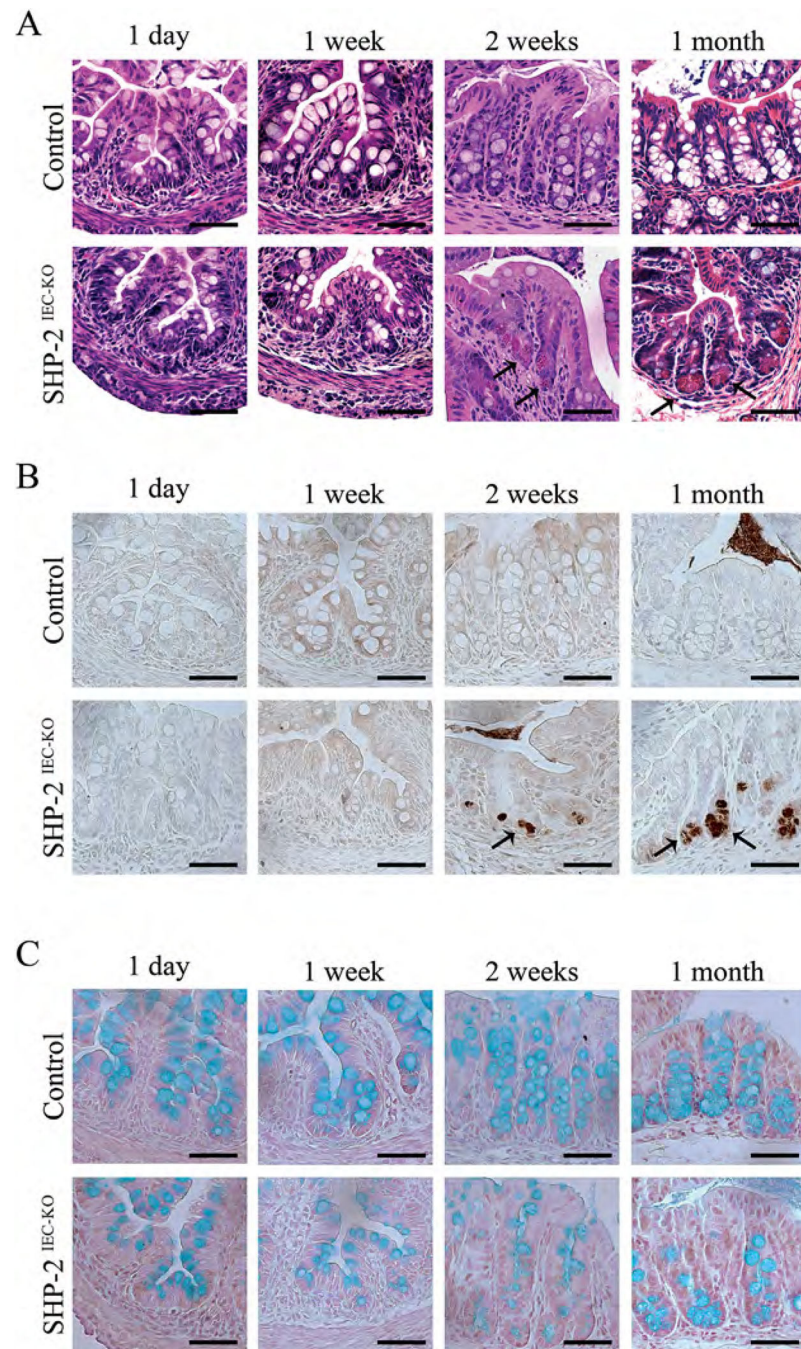 A
1 day 1 week 2 weeks 1 month
Control
SHP-2 IEC-KO
B
1 day 1 week 2 weeks 1 month
Control
SHP-2 IEC-KO
C
1 day 1 week 2 weeks 1 month
Control
SHP-2 IEC-KO